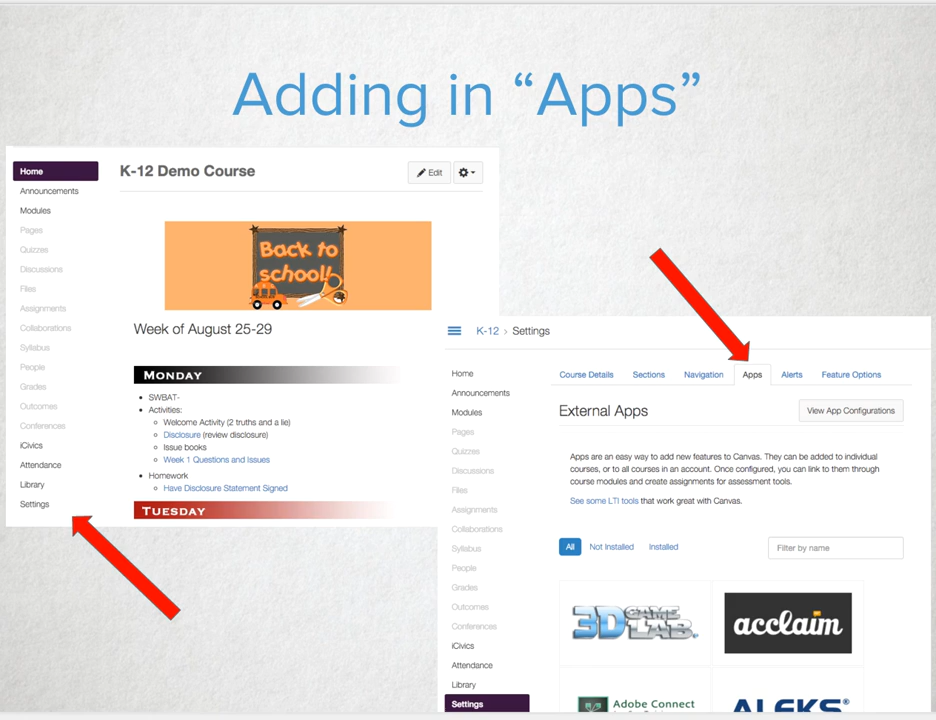 Adding in “Apps”
Home
Announcements
Modules
Pages
Quizzes
Discussions
Files
Assignments
Collaborations
Syllabus
People
Grades
Outcomes
Conferences
iCivics
Attendance
Library
Settings
K-12 Demo Course
Edit
Back to
school!
Week of August 25-29
MONDAY
• SWBAT-
• Activities:
Welcome Activity (2 truths and a lie)
Disclosure (review disclosure)
Issue books
Week 1 Questions and Issues
• Homework
Have Disclosure Statement Signed
TUESDAY
K-12 › Settings
Home
Announcements
Modules
Pages
Quizzes
Discussions
Files
Assignments
Collaborations
Syllabus
People
Grades
Outcomes
Conferences
iCivics
Attendance
Library
Settings
Course Details Sections Navigation Apps Alerts Feature Options
External Apps
View App Configurations
Apps are an easy way to add new features to Canvas. They can be added to individual
courses, or to all courses in an account. Once configured, you can link to them through
course modules and create assignments for assessment tools.
See some LTI tools that work great with Canvas.
All Not Installed Installed
Filter by name
3D GAME
LAB
acclaim
Adobe Connect
ALEKS®